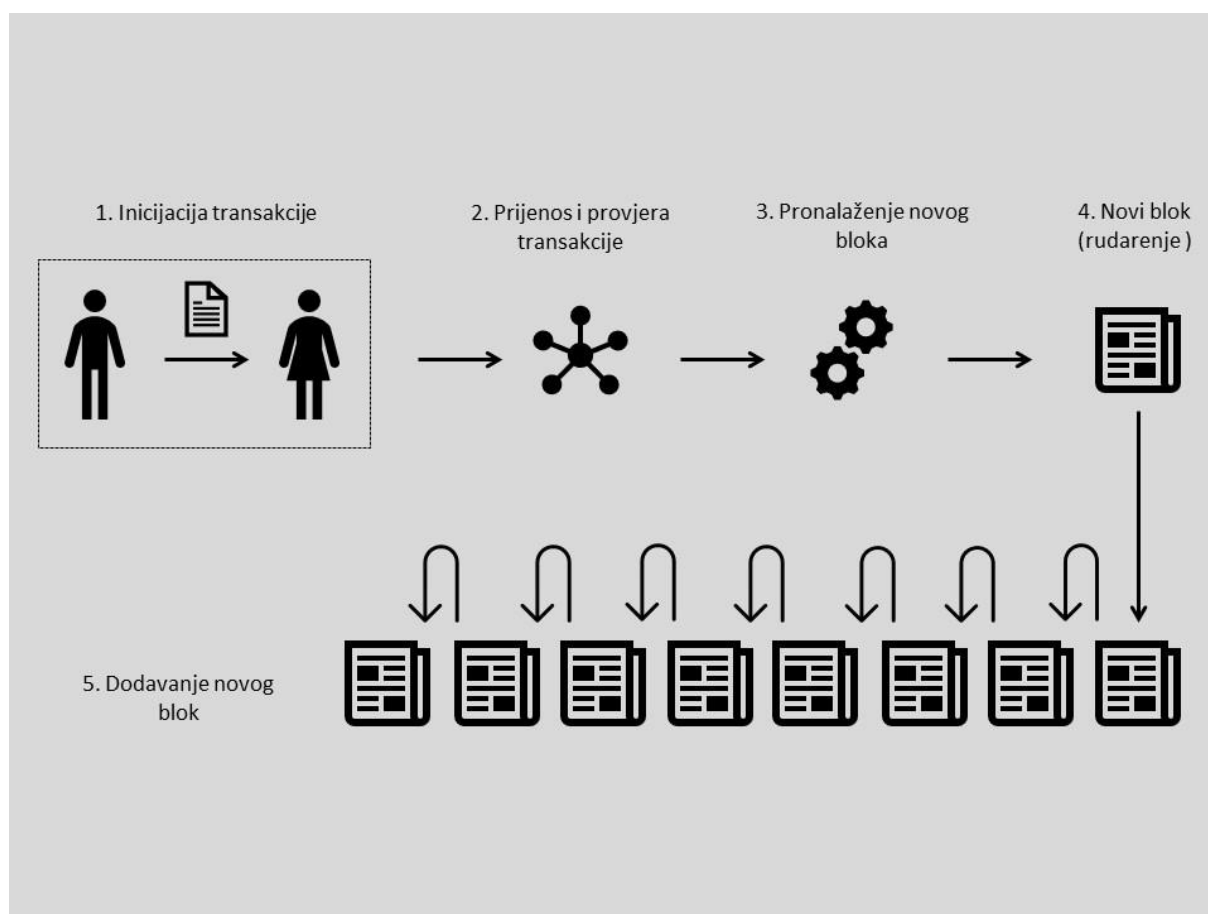 1. Inicijacija transakcije
2. Prijenos i provjera
transakcije
3. Pronalaženje novog
bloka
4. Novi blok
(rudarenje )
5. Dodavanje novog
blok